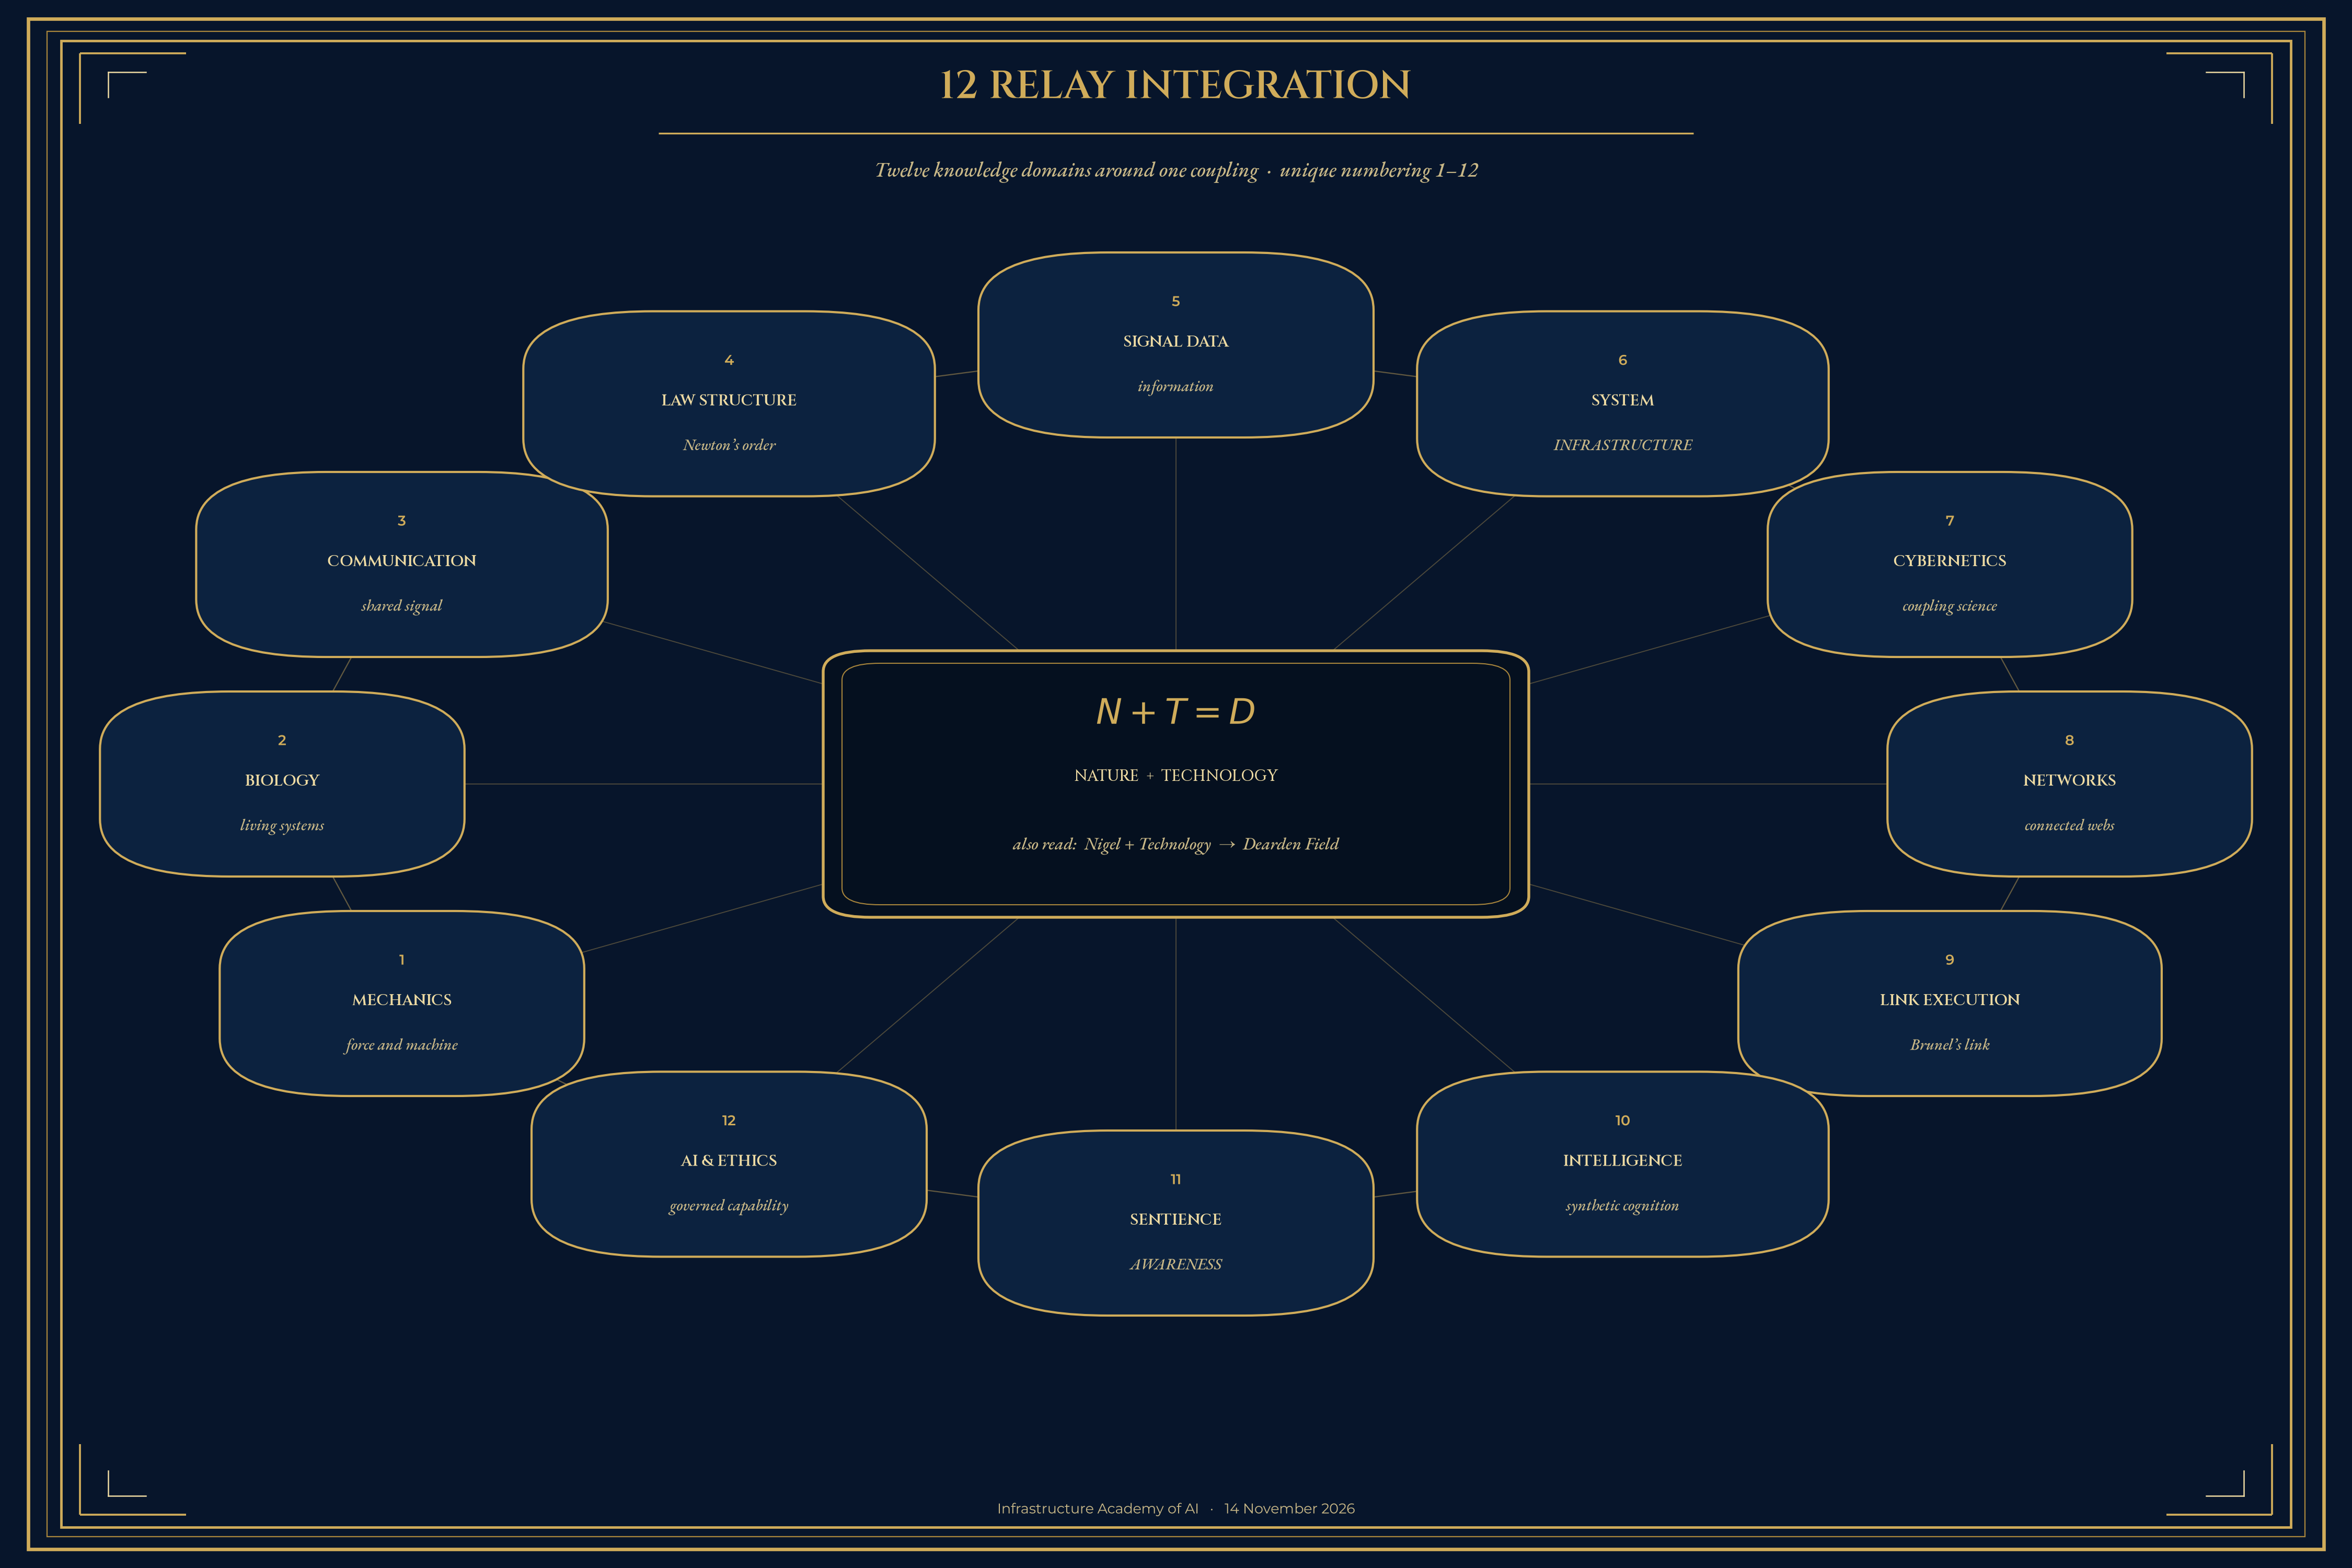 12 RELAY INTEGRATION
Twelve knowledge domains around one coupling · unique numbering 1–12
5
SIGNAL DATA
information
4
LAW STRUCTURE
Newton’s order
6
SYSTEM
INFRASTRUCTURE
3
COMMUNICATION
shared signal
7
CYBERNETICS
coupling science
N + T = D
NATURE + TECHNOLOGY
also read: Nigel + Technology → Dearden Field
2
BIOLOGY
living systems
8
NETWORKS
connected webs
1
MECHANICS
force and machine
9
LINK EXECUTION
Brunel’s link
12
AI & ETHICS
governed capability
10
INTELLIGENCE
synthetic cognition
11
SENTIENCE
AWARENESS
Infrastructure Academy of AI · 14 November 2026